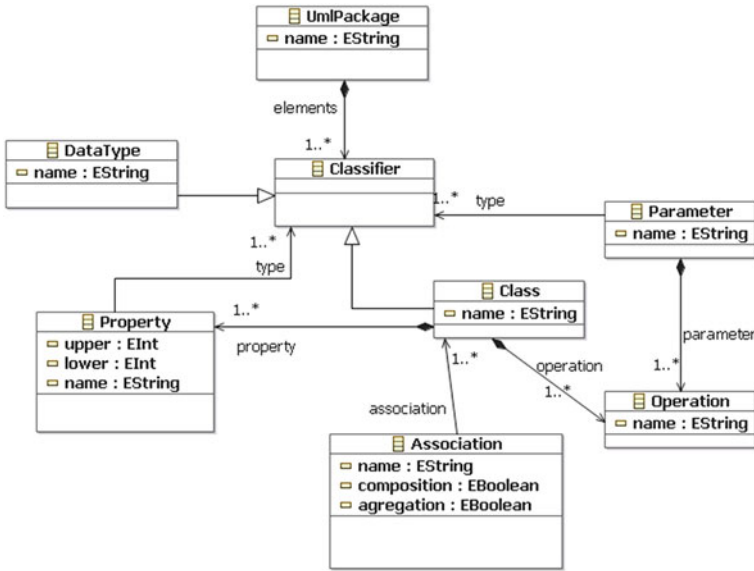 UmlPackage
name : EString
elements
1..*
DataType
name : EString
Classifier
1..*
type
Parameter
name : EString
1..*
type
Class
name : EString
Property
upper : EInt
lower : EInt
name : EString
1..*
property
1..*
operation
1..*
parameter
1..*
association
Operation
name : EString
Association
name : EString
composition : EBoolean
agregation : EBoolean